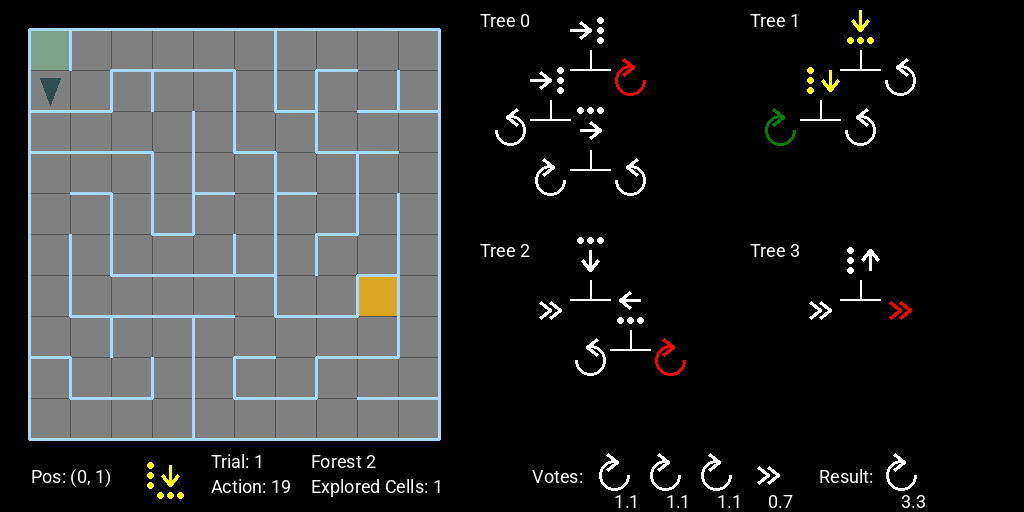 Tree 0
Tree 1
Tree 2
Tree 3
Pos: (0, 1)
Trial: 1
Forest 2
Action: 19
Explored Cells: 1
Votes:
1.1
1.1
1.1
0.7
Result:
3.3